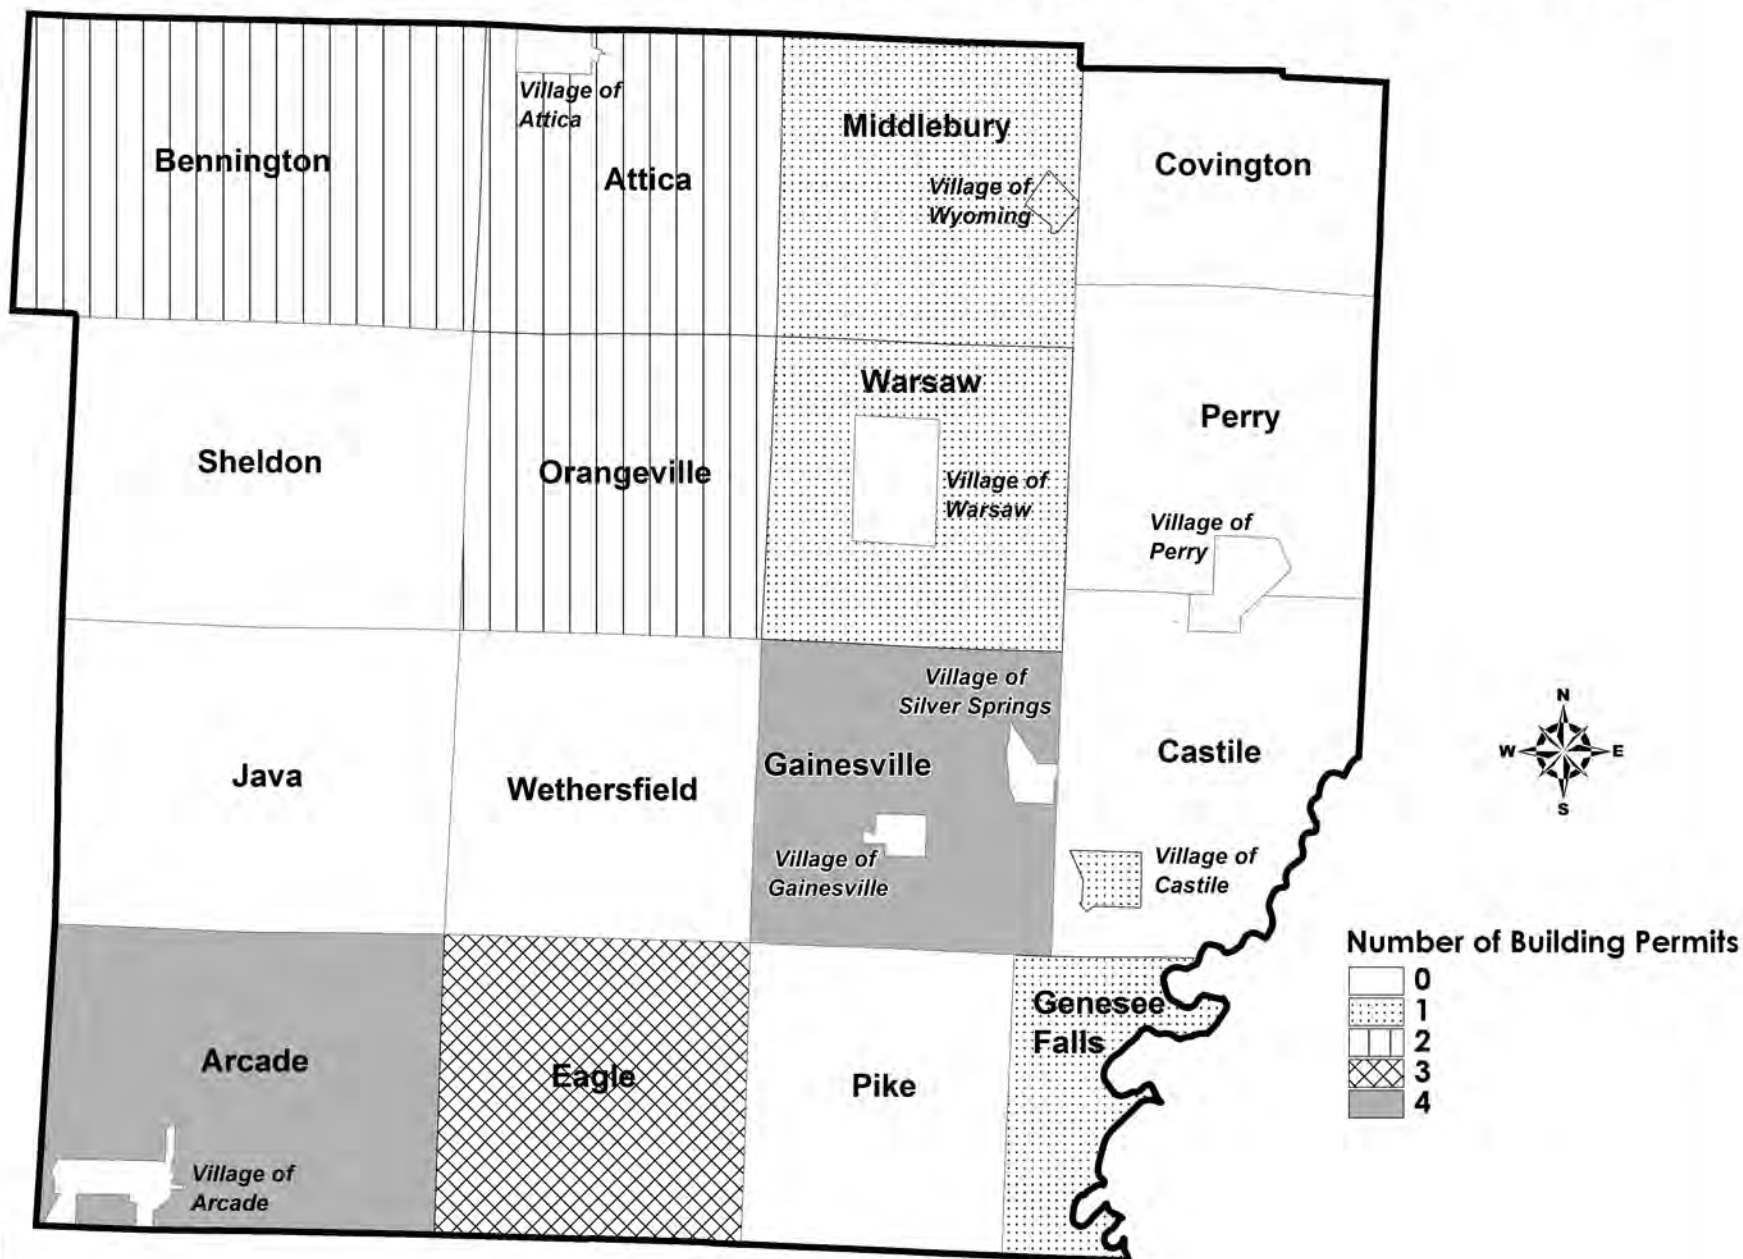 Bennington
Village of
Attica
Attica
Middlebury
Village of
Wyoming
Covington
Sheldon
Orangeville
Warsaw
Village of
Warsaw
Perry
Village of
Perry
Java
Wethersfield
Village of
Silver Springs
Gainesville
Village of
Gainesville
Castile
Village of
Castile
N
W
E
S
Arcade
Village of
Arcade
Eagle
Pike
Genesee
Falls
Number of Building Permits
0
1
2
3
4